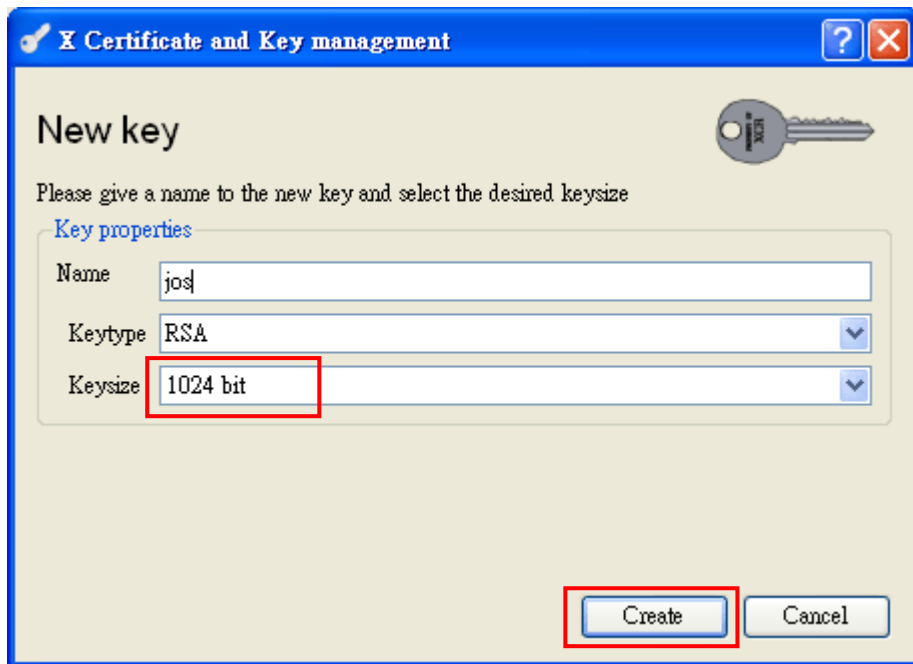 X Certificate and Key management
New key
Please give a name to the new key and select the desired keysize
Key properties
Name jos
Keytype RSA
Keysize 1024 bit
Create Cancel